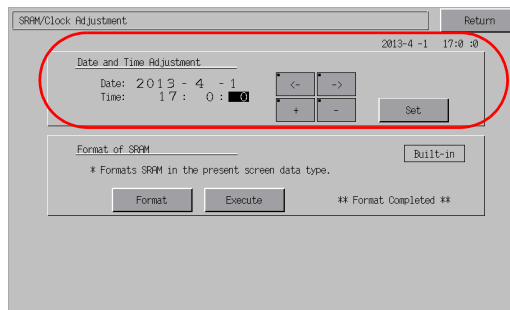 SRAM/Clock Adjustment
Return
2013-4 -1 17:0 :0
Date and Time Adjustment
Date: 2013 - 4 - 1
<- ->
Time: 17: 0: 0
+ - Set
Format of SRAM
Built-in
* Formats SRAM in the present screen data type.
Format Execute ** Format Completed **